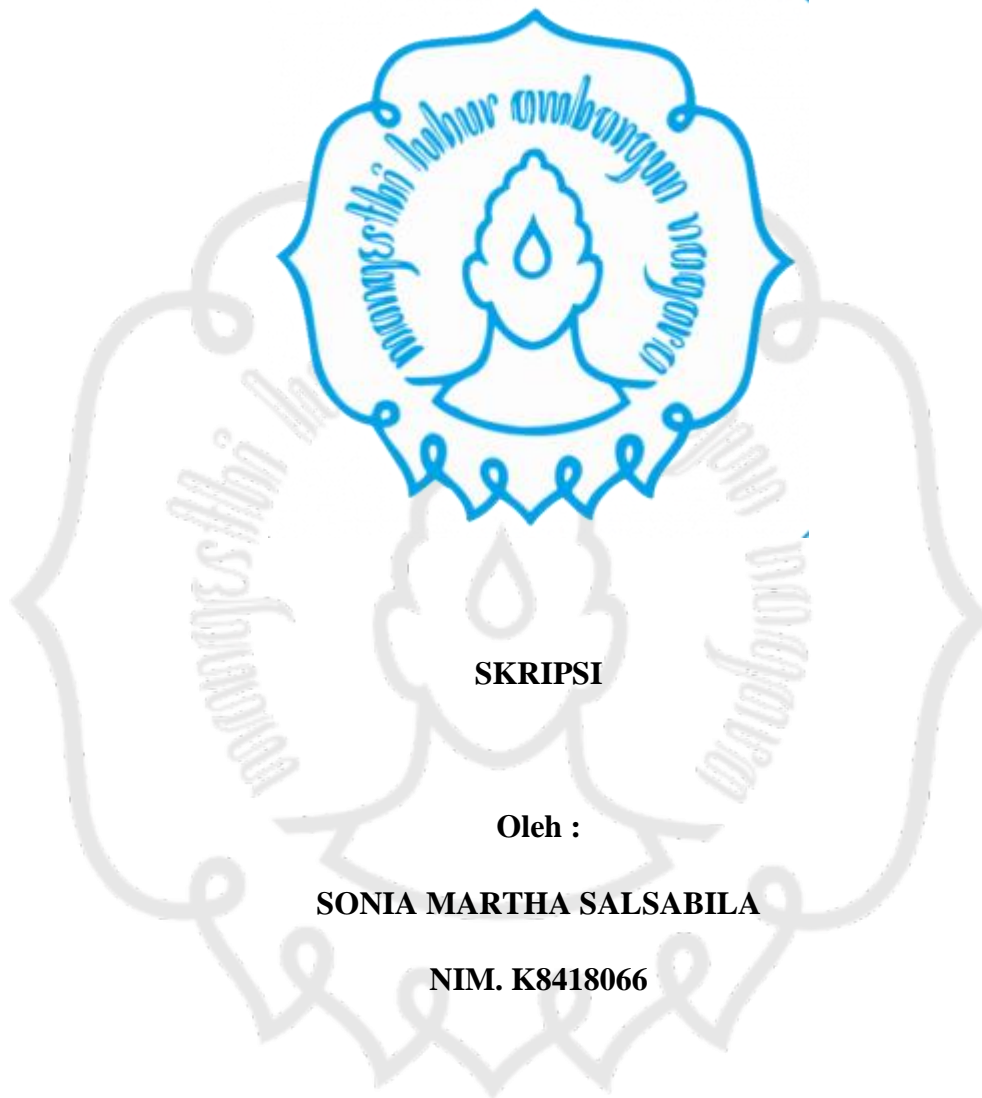 mangesthi luhur ambangun nagara
SKRIPSI
Oleh :
SONIA MARTHA SALSABILA
NIM. K8418066